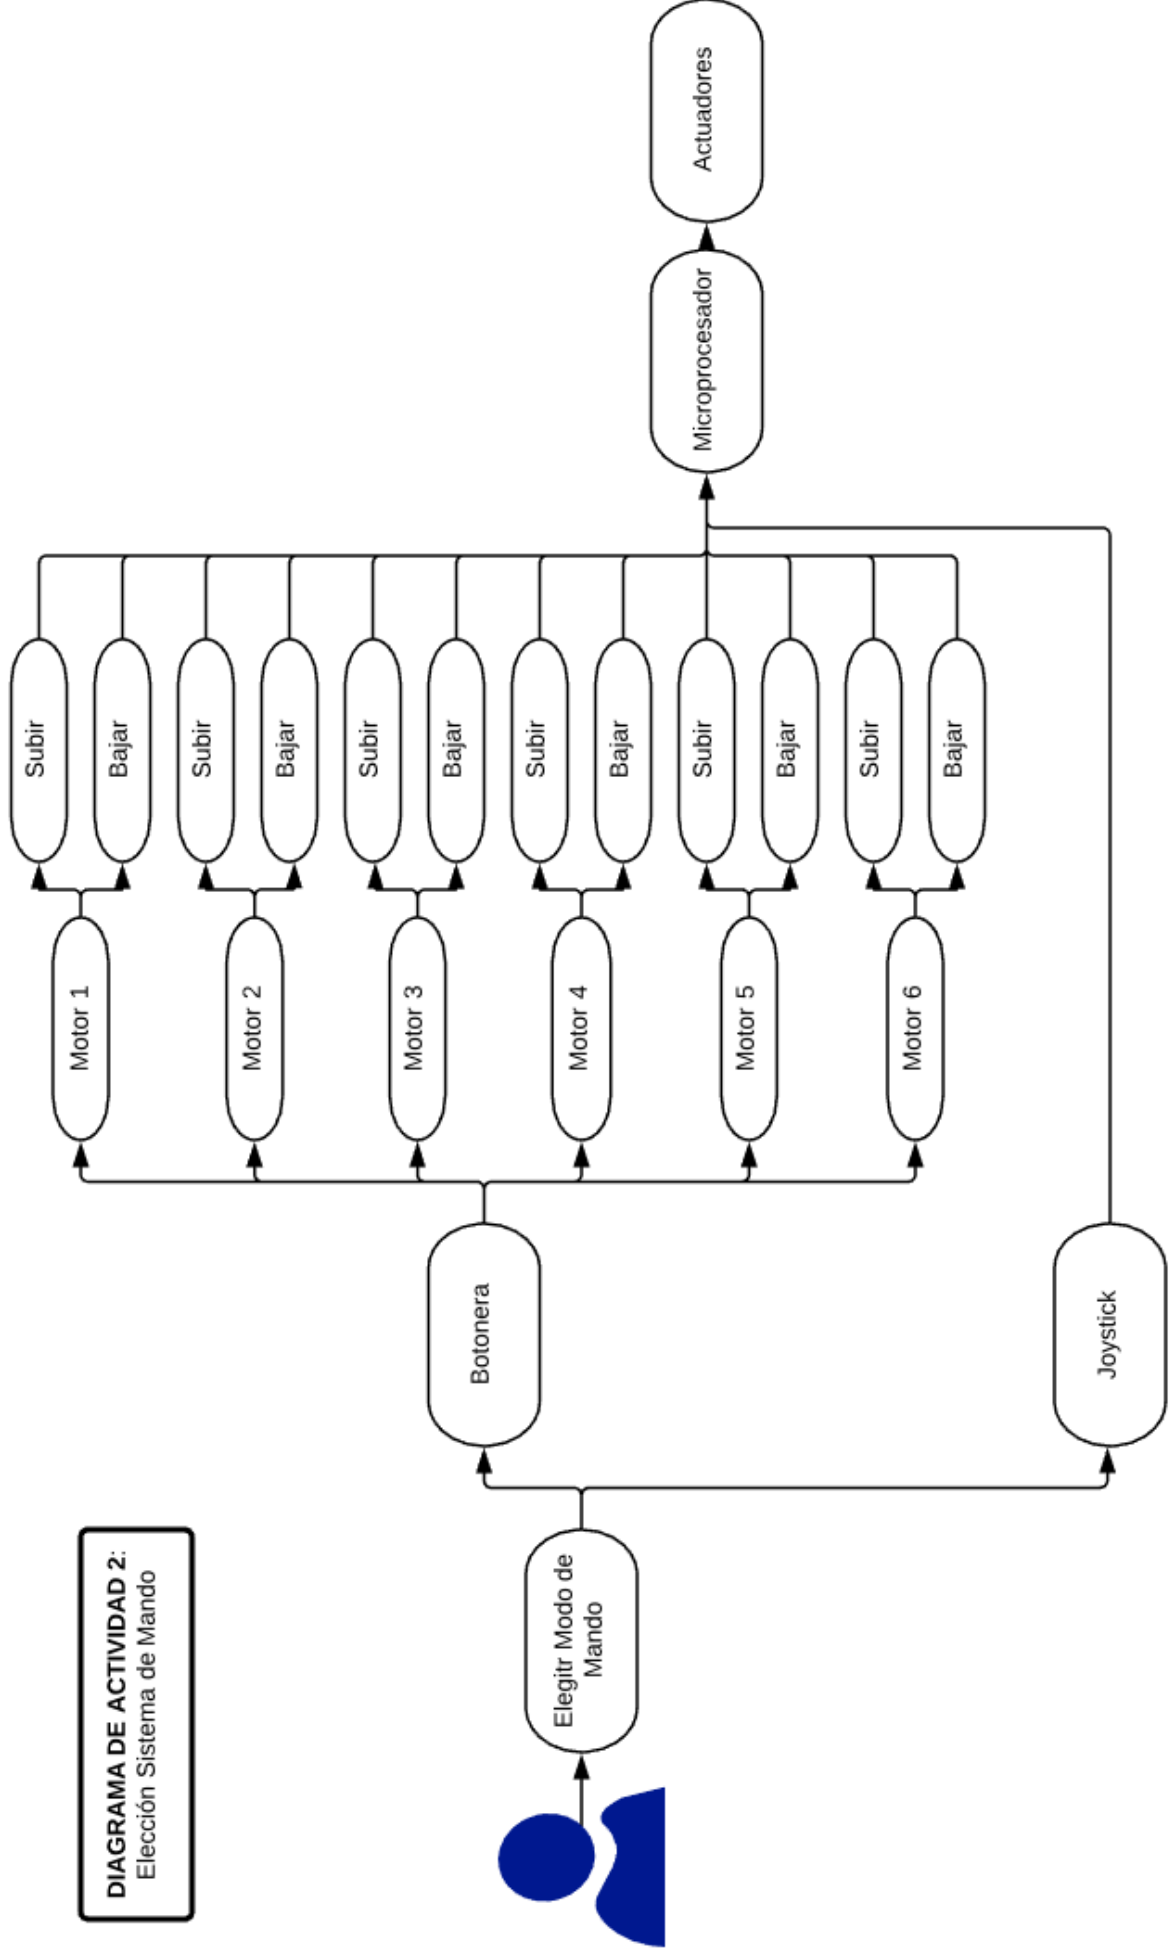 DIAGRAMA DE ACTIVIDAD 2:
Elección Sistema de Mando
Elegitr Modo de
Mando
Botonera
Joystick
Motor 1
Motor 2
Motor 3
Motor 4
Motor 5
Motor 6
Subir
Bajar
Subir
Bajar
Subir
Bajar
Subir
Bajar
Subir
Bajar
Subir
Bajar
Microprocesador
Actuadores